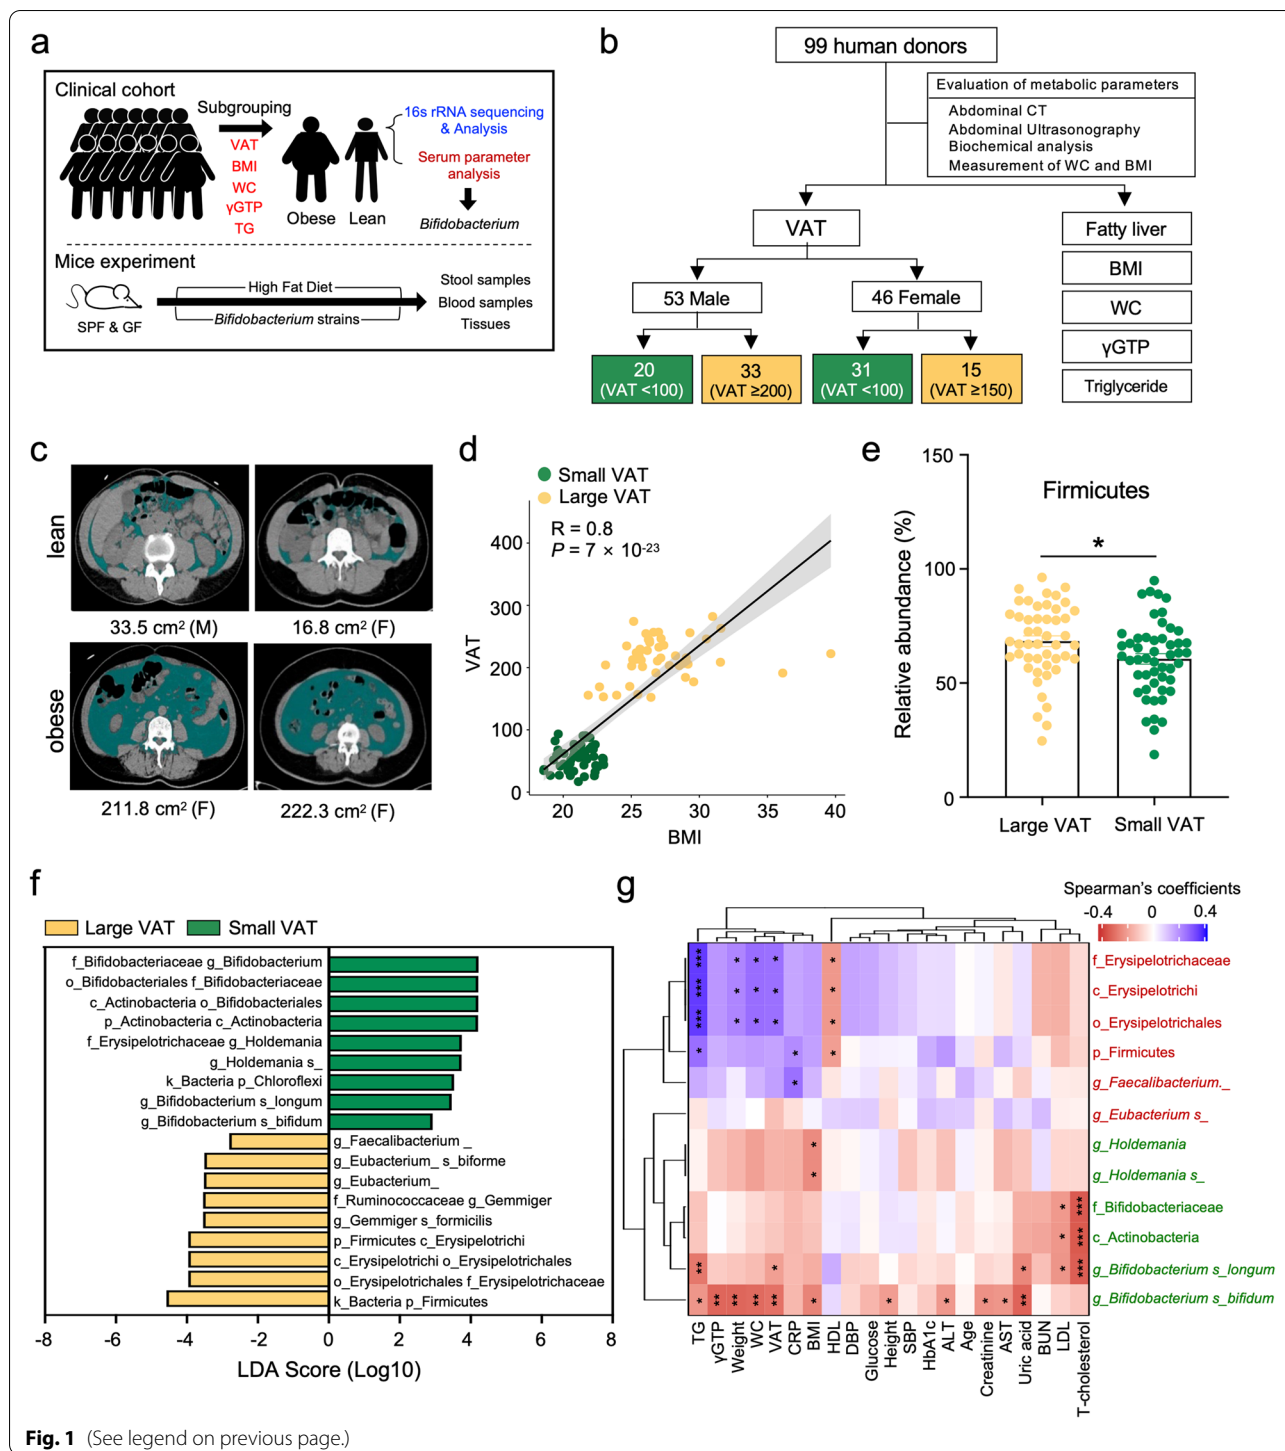 a
Clinical cohort
Subgrouping
VAT
BMI
WC
γGTP
TG
Obese
Lean
16s rRNA sequencing
& Analysis
Serum parameter
analysis
Bifidobacterium
Mice experiment
SPF & GF
High Fat Diet
Bifidobacterium strains
Stool samples
Blood samples
Tissues
b
99 human donors
Evaluation of metabolic parameters
Abdominal CT
Abdominal Ultrasonography
Biochemical analysis
Measurement of WC and BMI
VAT
53 Male
46 Female
20
(VAT <100)
33
(VAT ≥200)
31
(VAT <100)
15
(VAT ≥150)
Fatty liver
BMI
WC
γGTP
Triglyceride
c
lean
33.5 cm² (M)
16.8 cm² (F)
obese
211.8 cm² (F)
222.3 cm² (F)
d
Small VAT
Large VAT
R = 0.8
P = 7 × 10⁻²³
VAT
400
300
200
100
0
20
25
30
35
40
BMI
e
Firmicutes
*
Relative abundance (%)
150
100
50
0
Large VAT
Small VAT
f
Large VAT
Small VAT
f_Bifidobacteriaceae g_Bifidobacterium
o_Bifidobacteriales f_Bifidobacteriaceae
c_Actinobacteria o_Bifidobacteriales
p_Actinobacteria c_Actinobacteria
f_Erysipelotrichaceae g_Holdemania
g_Holdemania s_
k_Bacteria p_Chloroflexi
g_Bifidobacterium s_longum
g_Bifidobacterium s_bifidum
g_Faecalibacterium _
g_Eubacterium_ s_biforme
g_Eubacterium_
f_Ruminococcaceae g_Gemmiger
g_Gemmiger s_formicilis
p_Firmicutes c_Erysipelotrichi
c_Erysipelotrichi o_Erysipelotrichales
o_Erysipelotrichales f_Erysipelotrichaceae
k_Bacteria p_Firmicutes
-8
-6
-4
-2
0
2
4
6
8
LDA Score (Log10)
g
Spearman's coefficients
-0.4
0
0.4
*** * * * * f_Erysipelotrichaceae
*** * * * * c_Erysipelotrichi
*** * * * * o_Erysipelotrichales
* * * p_Firmicutes
* g_Faecalibacterium._
g_Eubacterium s_
* g_Holdemania
* g_Holdemania s_
* *** f_Bifidobacteriaceae
* *** c_Actinobacteria
** * * * *** g_Bifidobacterium s_longum
* ** ** ** ** * * * * * ** g_Bifidobacterium s_bifidum
TG
γGTP
Weight
WC
VAT
CRP
BMI
HDL
DBP
Glucose
Height
SBP
HbA1c
ALT
Age
Creatinine
AST
Uric acid
BUN
LDL
T-cholesterol
Fig. 1 (See legend on previous page.)